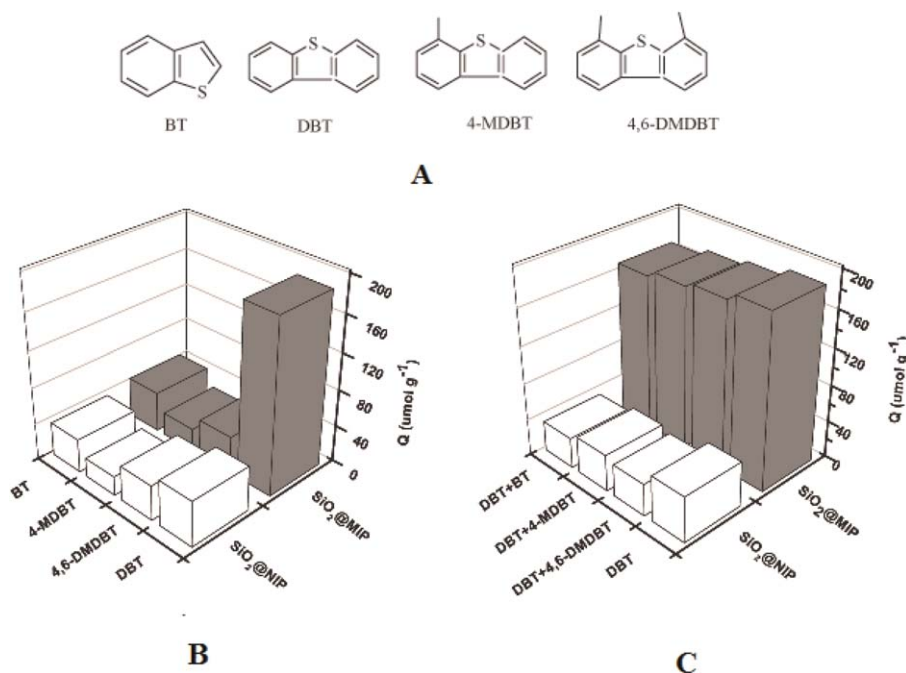 S
S
S
S
BT
DBT
4-MDBT
4,6-DMDBT
A
200
160
120
80
40
0
Q (umol g⁻¹)
BT
4-MDBT
4,6-DMDBT
DBT
SiO₂@NIP
SiO₂@MIP
B
200
160
120
80
40
0
Q (umol g⁻¹)
DBT+BT
DBT+4-MDBT
DBT+4,6-DMDBT
DBT
SiO₂@NIP
SiO₂@MIP
C